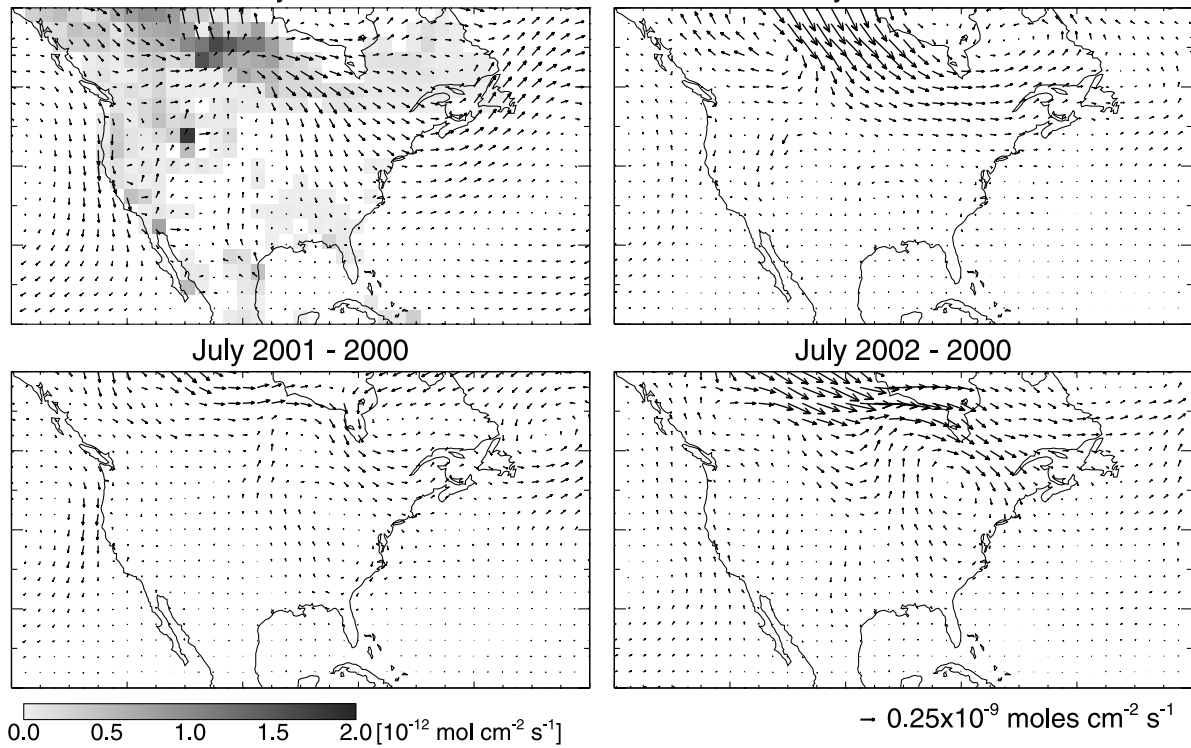 July 2001 - 2000
July 2002 - 2000
0.0 0.5 1.0 1.5 2.0 [10⁻¹² mol cm⁻² s⁻¹]
0.25x10⁻⁹ moles cm⁻² s⁻¹